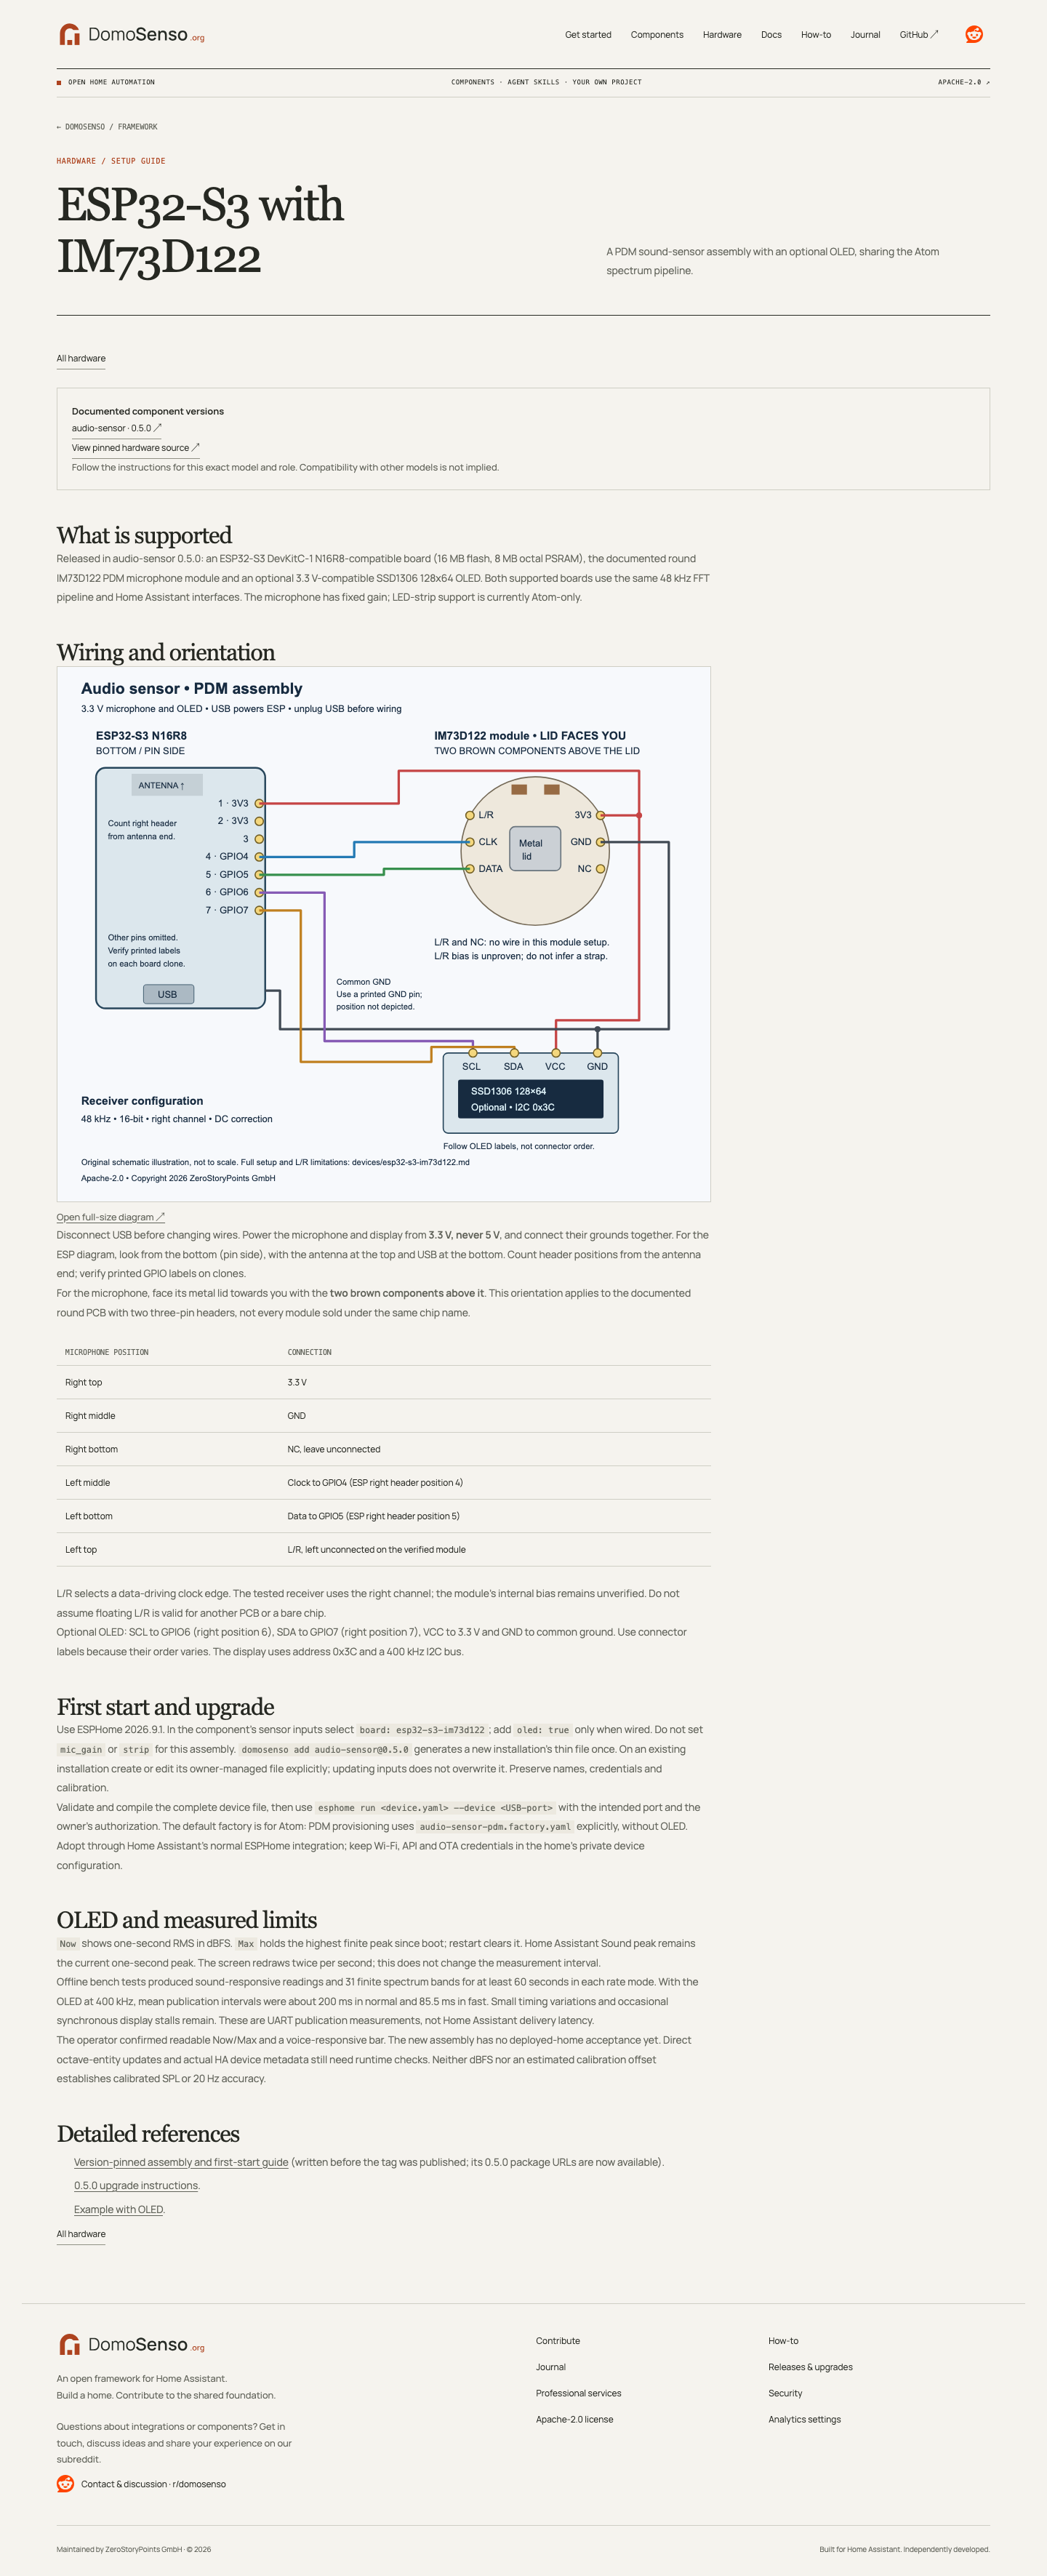 DomoSenso.org
Get started Components Hardware Docs How-to Journal GitHub ↗
OPEN HOME AUTOMATION COMPONENTS · AGENT SKILLS · YOUR OWN PROJECT APACHE-2.0 ↗
← DOMOSENSO / FRAMEWORK
HARDWARE / SETUP GUIDE
ESP32-S3 with
IM73D122
A PDM sound-sensor assembly with an optional OLED, sharing the Atom
spectrum pipeline.
All hardware
Documented component versions
audio-sensor · 0.5.0 ↗
View pinned hardware source ↗
Follow the instructions for this exact model and role. Compatibility with other models is not implied.
What is supported
Released in audio-sensor 0.5.0: an ESP32-S3 DevKitC-1 N16R8-compatible board (16 MB flash, 8 MB octal PSRAM), the documented round
IM73D122 PDM microphone module and an optional 3.3 V-compatible SSD1306 128x64 OLED. Both supported boards use the same 48 kHz FFT
pipeline and Home Assistant interfaces. The microphone has fixed gain; LED-strip support is currently Atom-only.
Wiring and orientation
Audio sensor • PDM assembly
3.3 V microphone and OLED • USB powers ESP • unplug USB before wiring
ESP32-S3 N16R8
BOTTOM / PIN SIDE
IM73D122 module • LID FACES YOU
TWO BROWN COMPONENTS ABOVE THE LID
ANTENNA ↑
Count right header
from antenna end.
1 · 3V3
2 · 3V3
3
4 · GPIO4
5 · GPIO5
6 · GPIO6
7 · GPIO7
Other pins omitted.
Verify printed labels
on each board clone.
USB
L/R
CLK
DATA
Metal
lid
3V3
GND
NC
L/R and NC: no wire in this module setup.
L/R bias is unproven; do not infer a strap.
Common GND
Use a printed GND pin;
position not depicted.
SCL SDA VCC GND
SSD1306 128×64
Optional • I2C 0x3C
Receiver configuration
48 kHz • 16-bit • right channel • DC correction
Follow OLED labels, not connector order.
Original schematic illustration, not to scale. Full setup and L/R limitations: devices/esp32-s3-im73d122.md
Apache-2.0 • Copyright 2026 ZeroStoryPoints GmbH
Open full-size diagram ↗
Disconnect USB before changing wires. Power the microphone and display from 3.3 V, never 5 V, and connect their grounds together. For the
ESP diagram, look from the bottom (pin side), with the antenna at the top and USB at the bottom. Count header positions from the antenna
end; verify printed GPIO labels on clones.
For the microphone, face its metal lid towards you with the two brown components above it. This orientation applies to the documented
round PCB with two three-pin headers, not every module sold under the same chip name.
MICROPHONE POSITION CONNECTION
Right top 3.3 V
Right middle GND
Right bottom NC, leave unconnected
Left middle Clock to GPIO4 (ESP right header position 4)
Left bottom Data to GPIO5 (ESP right header position 5)
Left top L/R, left unconnected on the verified module
L/R selects a data-driving clock edge. The tested receiver uses the right channel; the module's internal bias remains unverified. Do not
assume floating L/R is valid for another PCB or a bare chip.
Optional OLED: SCL to GPIO6 (right position 6), SDA to GPIO7 (right position 7), VCC to 3.3 V and GND to common ground. Use connector
labels because their order varies. The display uses address 0x3C and a 400 kHz I2C bus.
First start and upgrade
Use ESPHome 2026.9.1. In the component's sensor inputs select board: esp32-s3-im73d122; add oled: true only when wired. Do not set
mic_gain or strip for this assembly. domosenso add audio-sensor@0.5.0 generates a new installation's thin file once. On an existing
installation create or edit its owner-managed file explicitly; updating inputs does not overwrite it. Preserve names, credentials and
calibration.
Validate and compile the complete device file, then use esphome run <device.yaml> --device <USB-port> with the intended port and the
owner's authorization. The default factory is for Atom: PDM provisioning uses audio-sensor-pdm.factory.yaml explicitly, without OLED.
Adopt through Home Assistant's normal ESPHome integration; keep Wi-Fi, API and OTA credentials in the home's private device
configuration.
OLED and measured limits
Now shows one-second RMS in dBFS. Max holds the highest finite peak since boot; restart clears it. Home Assistant Sound peak remains
the current one-second peak. The screen redraws twice per second; this does not change the measurement interval.
Offline bench tests produced sound-responsive readings and 31 finite spectrum bands for at least 60 seconds in each rate mode. With the
OLED at 400 kHz, mean publication intervals were about 200 ms in normal and 85.5 ms in fast. Small timing variations and occasional
synchronous display stalls remain. These are UART publication measurements, not Home Assistant delivery latency.
The operator confirmed readable Now/Max and a voice-responsive bar. The new assembly has no deployed-home acceptance yet. Direct
octave-entity updates and actual HA device metadata still need runtime checks. Neither dBFS nor an estimated calibration offset
establishes calibrated SPL or 20 Hz accuracy.
Detailed references
Version-pinned assembly and first-start guide (written before the tag was published; its 0.5.0 package URLs are now available).
0.5.0 upgrade instructions.
Example with OLED.
All hardware
DomoSenso.org
An open framework for Home Assistant.
Build a home. Contribute to the shared foundation.
Questions about integrations or components? Get in
touch, discuss ideas and share your experience on our
subreddit.
Contact & discussion · r/domosenso
Contribute How-to
Journal Releases & upgrades
Professional services Security
Apache-2.0 license Analytics settings
Maintained by ZeroStoryPoints GmbH · © 2026 Built for Home Assistant. Independently developed.